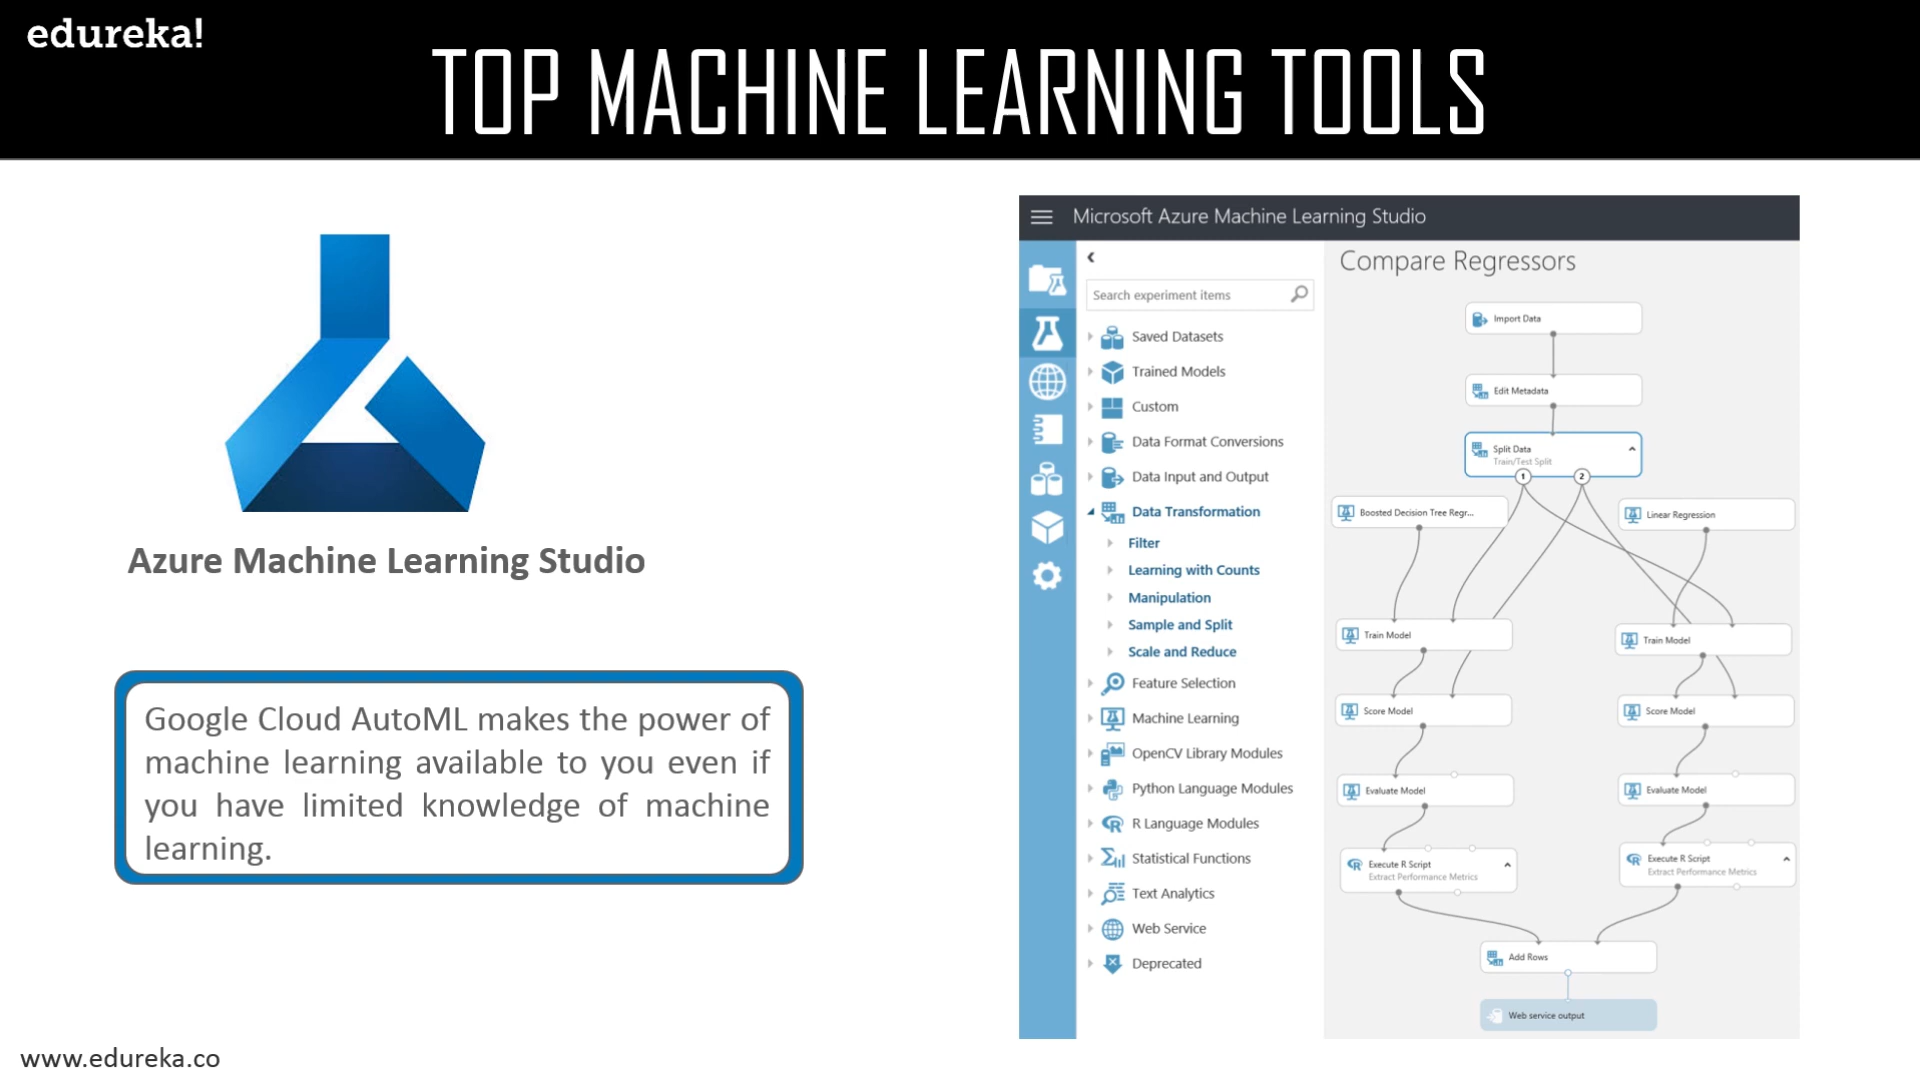 edureka!
TOP MACHINE LEARNING TOOLS
Azure Machine Learning Studio
Google Cloud AutoML makes the power of
machine learning available to you even if
you have limited knowledge of machine
learning.
Microsoft Azure Machine Learning Studio
Search experiment items
Saved Datasets
Trained Models
Custom
Data Format Conversions
Data Input and Output
Data Transformation
Filter
Learning with Counts
Manipulation
Sample and Split
Scale and Reduce
Feature Selection
Machine Learning
OpenCV Library Modules
Python Language Modules
R Language Modules
Statistical Functions
Text Analytics
Web Service
Deprecated
Compare Regressors
Import Data
Edit Metadata
Split Data
Train/Test Split
1 2
Boosted Decision Tree Regr...
Linear Regression
Train Model
Train Model
Score Model
Score Model
Evaluate Model
Evaluate Model
Execute R Script
Extract Performance Metrics
Execute R Script
Extract Performance Metrics
Add Rows
Web service output
www.edureka.co